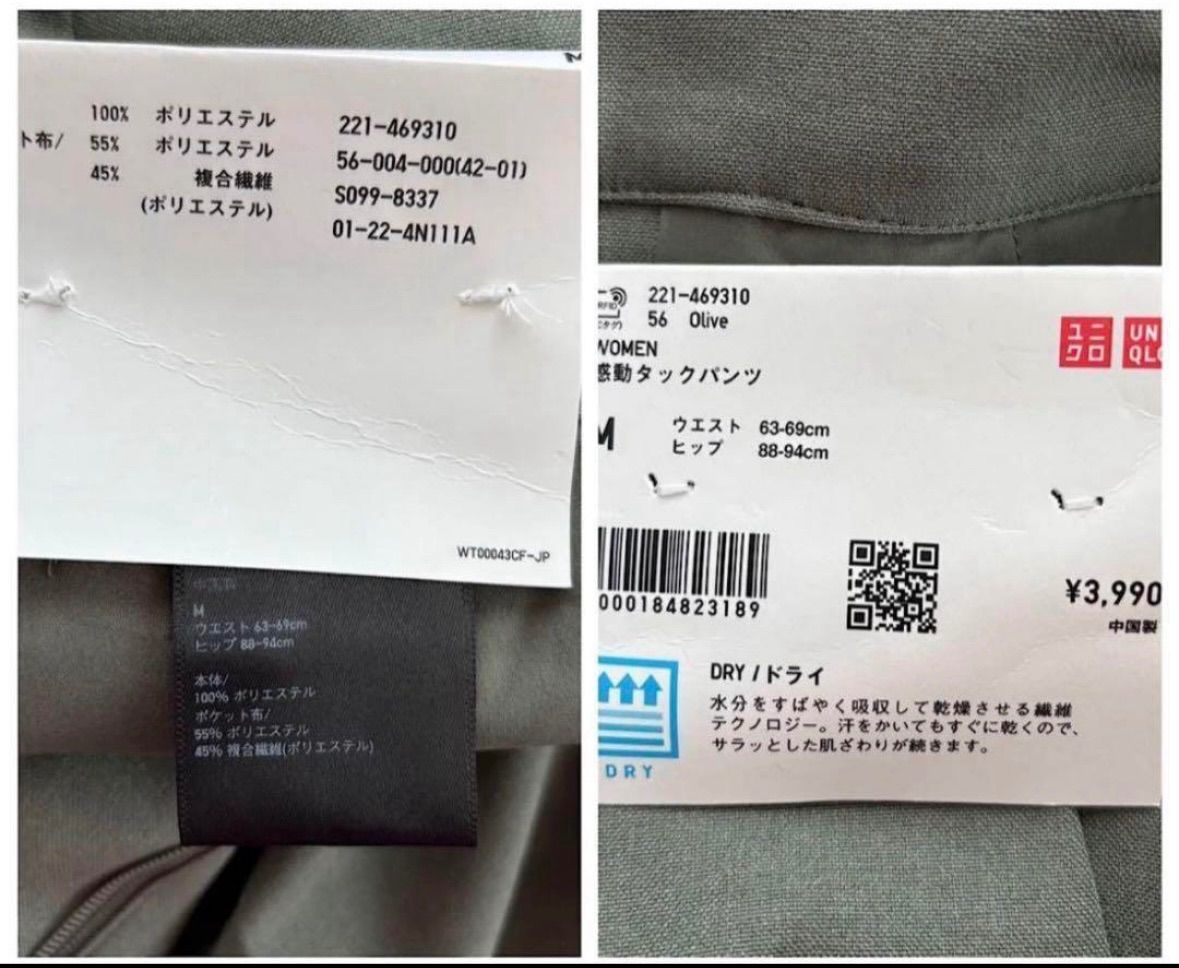 100% ポリエステル
ト布/ 55% ポリエステル
45% 複合繊維
(ポリエステル)
221-469310
56-004-000(42-01)
S099-8337
01-22-4N111A
WT00043CF-JP
M
ウエスト 63-69cm
ヒップ 88-94cm
本体/
100% ポリエステル
ポケット布/
55% ポリエステル
45% 複合繊維(ポリエステル)
221-469310
56 Olive
WOMEN
感動タックパンツ
ユニ
クロ
UN
QLO
M
ウエスト 63-69cm
ヒップ 88-94cm
000184823189
¥3,990
中国製
DRY / ドライ
水分をすばやく吸収して乾燥させる繊維
テクノロジー。汗をかいてもすぐに乾くので、
サラッとした肌ざわりが続きます。
DRY